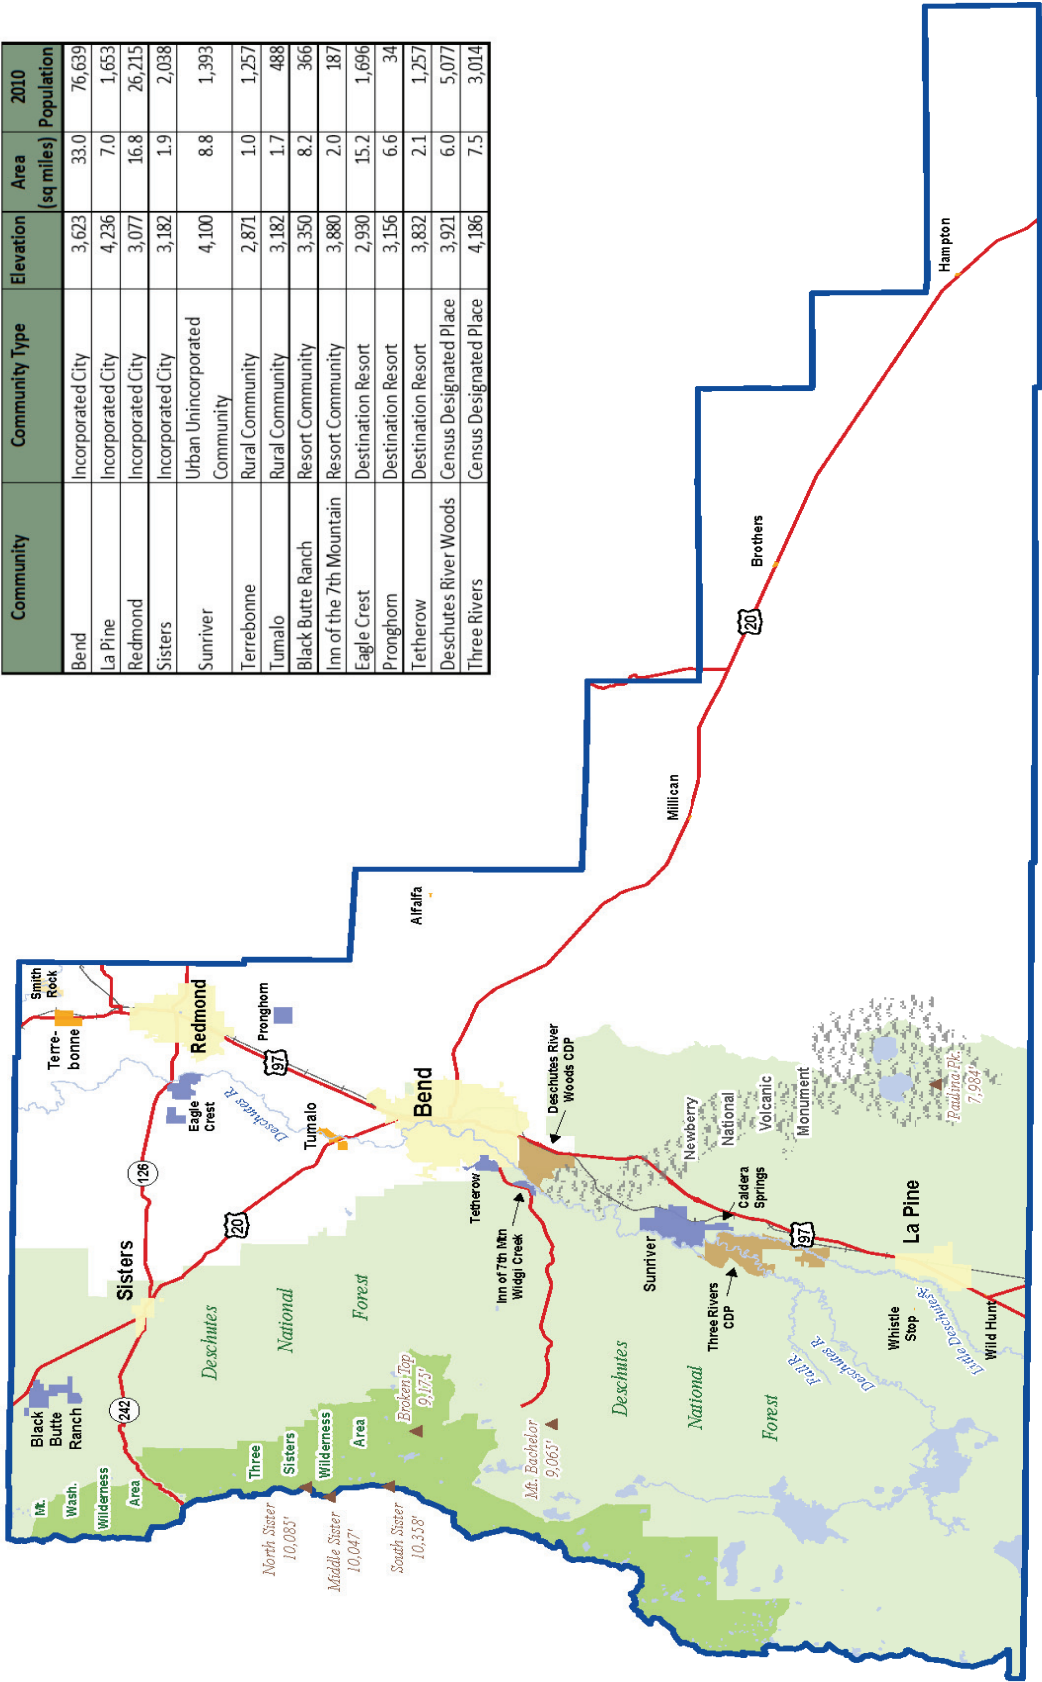 Community Community Type Elevation Area (sq miles) 2010 Population
Bend Incorporated City 3,623 33.0 76,639
La Pine Incorporated City 4,236 7.0 1,653
Redmond Incorporated City 3,077 16.8 26,215
Sisters Incorporated City 3,182 1.9 2,038
Sunriver Urban Unincorporated Community 4,100 8.8 1,393
Terrebonne Rural Community 2,871 1.0 1,257
Tumalo Rural Community 3,182 1.7 488
Black Butte Ranch Resort Community 3,350 8.2 366
Inn of the 7th Mountain Resort Community 3,880 2.0 187
Eagle Crest Destination Resort 2,930 15.2 1,696
Pronghorn Destination Resort 3,156 6.6 34
Tetherow Destination Resort 3,832 2.1 1,257
Deschutes River Woods Census Designated Place 3,921 6.0 5,077
Three Rivers Census Designated Place 4,186 7.5 3,014
Mt.
Wash.
Wilderness
Area
Black
Butte
Ranch
242
Sisters
126
20
Eagle
Crest
Deschutes R.
Terre-
bonne
Smith
Rock
Redmond
97
Pronghorn
Tumalo
Bend
Alfalfa
Deschutes
National
Forest
Three
Sisters
Wilderness
Area
North Sister
10,085'
Middle Sister
10,047'
South Sister
10,358'
Broken Top
9,175'
Mt. Bachelor
9,065'
Tetherow
Inn of 7th Mtn
Widgi Creek
Deschutes River
Woods CDP
Sunriver
Caldera
Springs
Three Rivers
CDP
97
Newberry
National
Volcanic
Monument
Paulina Pk.
7,984'
Deschutes
National
Forest
Fall R.
Deschutes R.
Little Deschutes R.
Whistle
Stop
La Pine
Wild Hunt
Millican
20
Brothers
Hampton